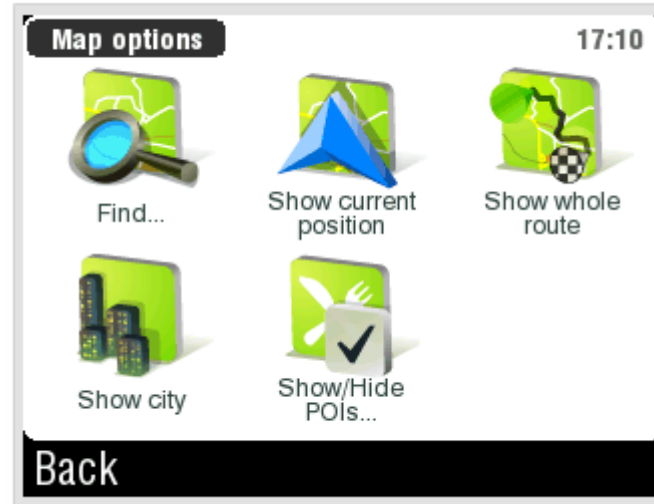 Map options
17:10
Find...
Show current
position
Show whole
route
Show city
Show/Hide
POIs...
Back